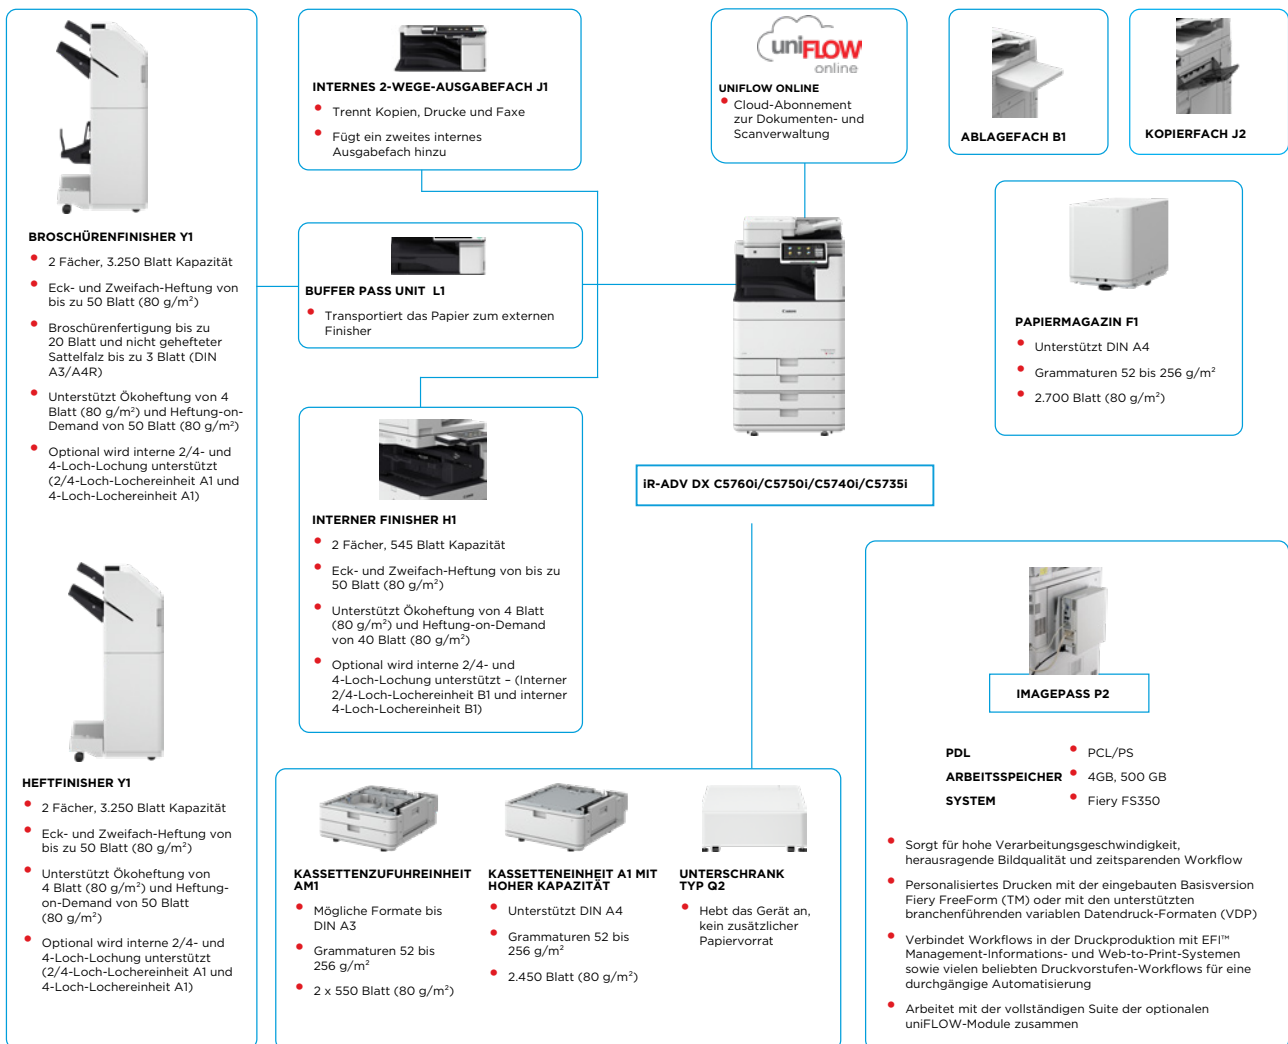 BROSCHÜRENFINISHER Y1
2 Fächer, 3.250 Blatt Kapazität
Eck- und Zweifach-Heftung von
bis zu 50 Blatt (80 g/m²)
Broschürenfertigung bis zu
20 Blatt und nicht gehefteter
Sattelfalz bis zu 3 Blatt (DIN
A3/A4R)
Unterstützt Ökoheftung von 4
Blatt (80 g/m²) und Heftung-on-
Demand von 50 Blatt (80 g/m²)
Optional wird interne 2/4- und
4-Loch-Lochung unterstützt
(2/4-Loch-Lochereinheit A1 und
4-Loch-Lochereinheit A1)
HEFTFINISHER Y1
2 Fächer, 3.250 Blatt Kapazität
Eck- und Zweifach-Heftung von
bis zu 50 Blatt (80 g/m²)
Unterstützt Ökoheftung von
4 Blatt (80 g/m²) und Heftung-
on-Demand von 50 Blatt
(80 g/m²)
Optional wird interne 2/4- und
4-Loch-Lochung unterstützt
(2/4-Loch-Lochereinheit A1 und
4-Loch-Lochereinheit A1)
INTERNES 2-WEGE-AUSGABEFACH J1
Trennt Kopien, Drucke und Faxe
Fügt ein zweites internes
Ausgabefach hinzu
BUFFER PASS UNIT L1
Transportiert das Papier zum externen
Finisher
INTERNER FINISHER H1
2 Fächer, 545 Blatt Kapazität
Eck- und Zweifach-Heftung von bis zu
50 Blatt (80 g/m²)
Unterstützt Ökoheftung von 4 Blatt
(80 g/m²) und Heftung-on-Demand
von 40 Blatt (80 g/m²)
Optional wird interne 2/4- und
4-Loch-Lochung unterstützt – (Interner
2/4-Loch-Lochereinheit B1 und interner
4-Loch-Lochereinheit B1)
uniFLOW
online
UNIFLOW ONLINE
Cloud-Abonnement
zur Dokumenten- und
Scanverwaltung
Canon
iR-ADV DX C5760i/C5750i/C5740i/C5735i
ABLAGEFACH B1
KOPIERFACH J2
PAPIERMAGAZIN F1
Unterstützt DIN A4
Grammaturen 52 bis 256 g/m²
2.700 Blatt (80 g/m²)
KASSETTENZUFUHREINHEIT
AM1
Mögliche Formate bis
DIN A3
Grammaturen 52 bis
256 g/m²
2 x 550 Blatt (80 g/m²)
KASSETTENEINHEIT A1 MIT
HOHER KAPAZITÄT
Unterstützt DIN A4
Grammaturen 52 bis
256 g/m²
2.450 Blatt (80 g/m²)
UNTERSCHRANK
TYP Q2
Hebt das Gerät an,
kein zusätzlicher
Papiervorrat
IMAGEPASS P2
PDL PCL/PS
ARBEITSSPEICHER 4GB, 500 GB
SYSTEM Fiery FS350
Sorgt für hohe Verarbeitungsgeschwindigkeit,
herausragende Bildqualität und zeitsparenden Workflow
Personalisiertes Drucken mit der eingebauten Basisversion
Fiery FreeForm (TM) oder mit den unterstützten
branchenführenden variablen Datendruck-Formaten (VDP)
Verbindet Workflows in der Druckproduktion mit EFI™
Management-Informations- und Web-to-Print-Systemen
sowie vielen beliebten Druckvorstufen-Workflows für eine
durchgängige Automatisierung
Arbeitet mit der vollständigen Suite der optionalen
uniFLOW-Module zusammen